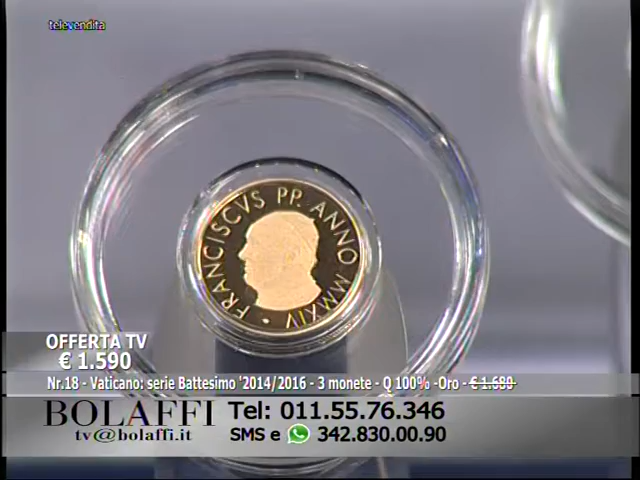 televendita
FRANCISCVS PP. ANNO MMXIV
OFFERTA TV
€ 1.590
Nr.18 - Vaticano: serie Battesimo '2014/2016 - 3 monete - Q 100% -Oro - € 1.680
BOLAFFI
tv@bolaffi.it
Tel: 011.55.76.346
SMS e 342.830.00.90